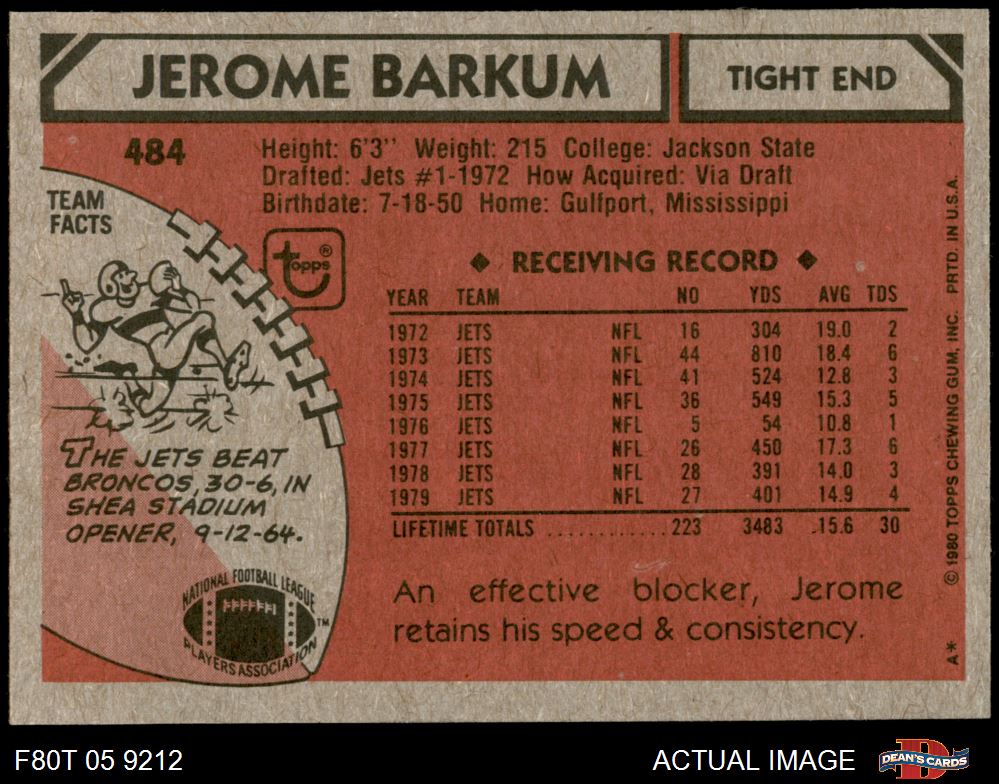 JEROME BARKUM
TIGHT END
484
Height: 6'3'' Weight: 215 College: Jackson State
Drafted: Jets #1-1972 How Acquired: Via Draft
Birthdate: 7-18-50 Home: Gulfport, Mississippi
TEAM
FACTS
topps®
◆ RECEIVING RECORD ◆
YEAR TEAM NO YDS AVG TDS
1972 JETS NFL 16 304 19.0 2
1973 JETS NFL 44 810 18.4 6
1974 JETS NFL 41 524 12.8 3
1975 JETS NFL 36 549 15.3 5
1976 JETS NFL 5 54 10.8 1
1977 JETS NFL 26 450 17.3 6
1978 JETS NFL 28 391 14.0 3
1979 JETS NFL 27 401 14.9 4
LIFETIME TOTALS ............ 223 3483 15.6 30
THE JETS BEAT
BRONCOS, 30-6, IN
SHEA STADIUM
OPENER, 9-12-64.
NATIONAL FOOTBALL LEAGUE
PLAYERS ASSOCIATION
TM
An effective blocker, Jerome
retains his speed & consistency.
A* © 1980 TOPPS CHEWING GUM, INC. PRTD. IN U.S.A.
F80T 05 9212
ACTUAL IMAGE
DEAN'S CARDS